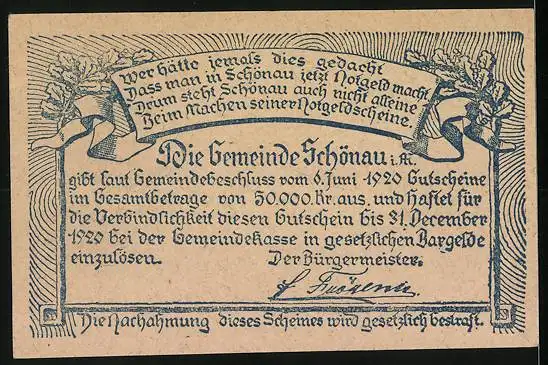 Wer hätte jemals dies gedacht
Dass man in Schönau jetzt Notgeld macht
Drum steht Schönau auch nicht alleine
Beim Machen seiner Notgeldscheine.
Die Gemeinde Schönau i. M.
gibt laut Gemeindebeschluss vom 6. Juni 1920 Gutscheine
im Gesamtbetrage von 30.000 Kr. aus. und Haftet für
die Verbindlichkeit diesen Gutschein bis 31. December
1920 bei der Gemeindekasse in gesetzlichen Bargelde
einzulösen. Der Bürgermeister:
Die Nachahmung dieses Scheines wird gesetzlich bestraft.